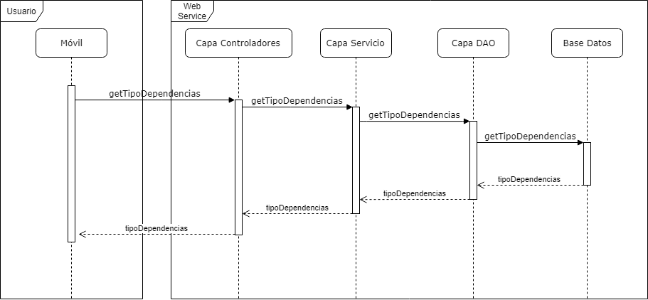 Usuario
Web
Service
Móvil
Capa Controladores
Capa Servicio
Capa DAO
Base Datos
getTipoDependencias
getTipoDependencias
getTipoDependencias
getTipoDependencias
tipoDependencias
tipoDependencias
tipoDependencias
tipoDependencias